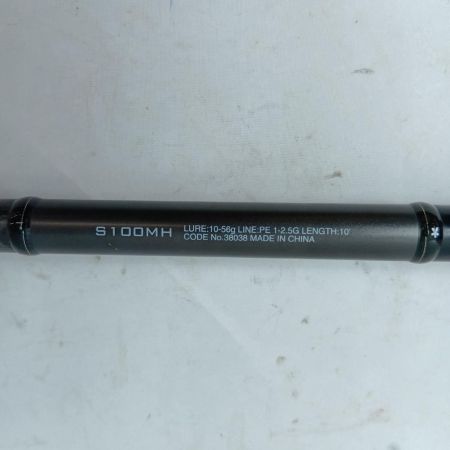 S100MH
LURE:10-56g LINE:PE 1-2.5G LENGTH:10'
CODE No.38038 MADE IN CHINA